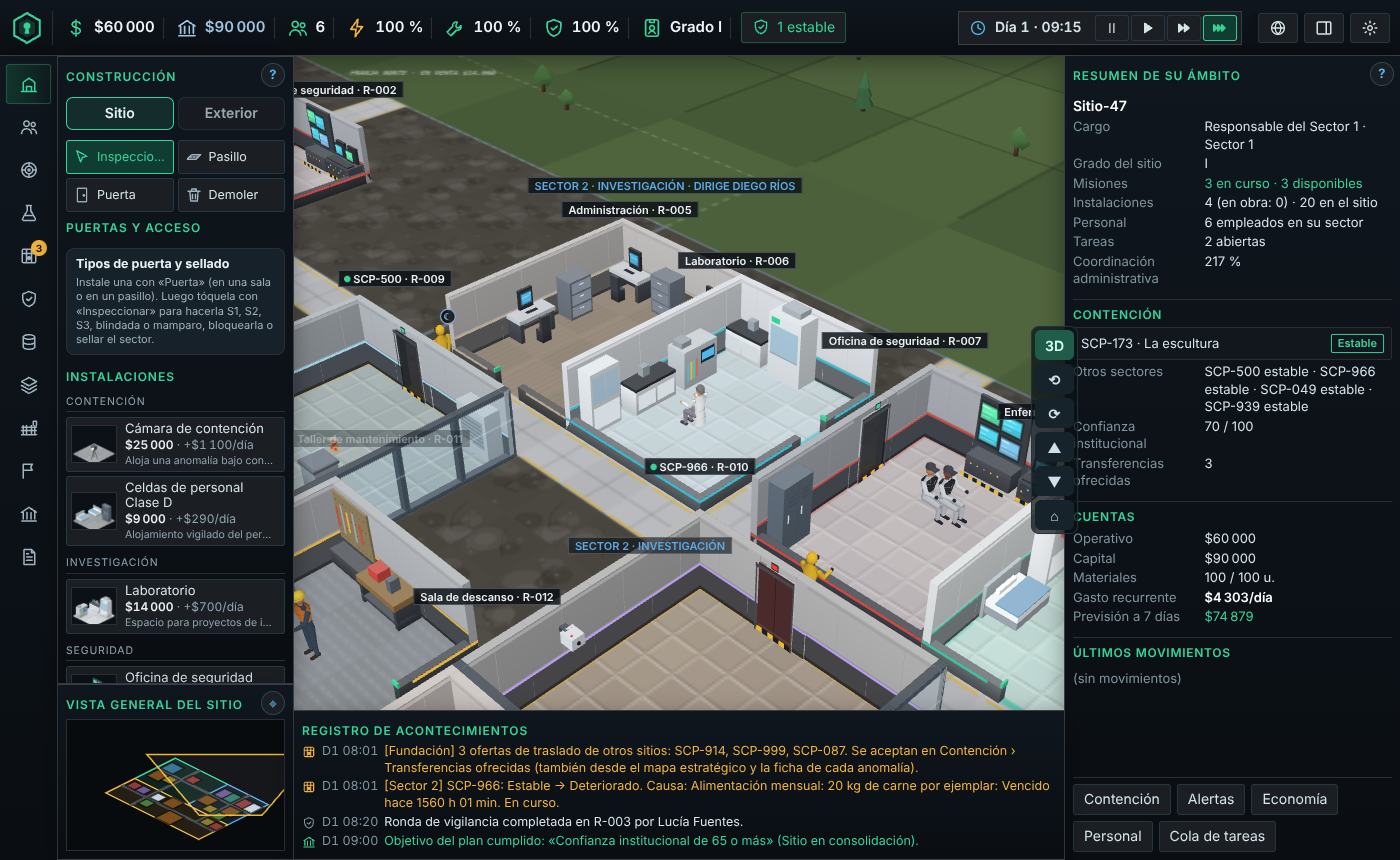 $60 000
$90 000
6
100 %
100 %
100 %
Grado I
1 estable
Día 1 · 09:15
CONSTRUCCIÓN
?
Sitio
Exterior
Inspeccio...
Pasillo
Puerta
Demoler
PUERTAS Y ACCESO
Tipos de puerta y sellado
Instale una con «Puerta» (en una sala
o en un pasillo). Luego tóquela con
«Inspeccionar» para hacerla S1, S2,
S3, blindada o mamparo, bloquearla o
sellar el sector.
INSTALACIONES
CONTENCIÓN
Cámara de contención
$25 000 · +$1 100/día
Aloja una anomalía bajo con...
Celdas de personal
Clase D
$9 000 · +$290/día
Alojamiento vigilado del per...
INVESTIGACIÓN
Laboratorio
$14 000 · +$700/día
Espacio para proyectos de i...
SEGURIDAD
Oficina de seguridad
3
VISTA GENERAL DEL SITIO
e seguridad · R-002
SECTOR 2 · INVESTIGACIÓN · DIRIGE DIEGO RÍOS
Administración · R-005
Laboratorio · R-006
SCP-500 · R-009
Oficina de seguridad · R-007
Enfer
Taller de mantenimiento · R-011
SCP-966 · R-010
SECTOR 2 · INVESTIGACIÓN
Sala de descanso · R-012
3D
REGISTRO DE ACONTECIMIENTOS
D1 08:01 [Fundación] 3 ofertas de traslado de otros sitios: SCP-914, SCP-999, SCP-087. Se aceptan en Contención ›
Transferencias ofrecidas (también desde el mapa estratégico y la ficha de cada anomalía).
D1 08:01 [Sector 2] SCP-966: Estable → Deteriorado. Causa: Alimentación mensual: 20 kg de carne por ejemplar: Vencido
hace 1560 h 01 min. En curso.
D1 08:20 Ronda de vigilancia completada en R-003 por Lucía Fuentes.
D1 09:00 Objetivo del plan cumplido: «Confianza institucional de 65 o más» (Sitio en consolidación).
RESUMEN DE SU ÁMBITO
?
Sitio-47
Cargo Responsable del Sector 1 ·
Sector 1
Grado del sitio I
Misiones 3 en curso · 3 disponibles
Instalaciones 4 (en obra: 0) · 20 en el sitio
Personal 6 empleados en su sector
Tareas 2 abiertas
Coordinación 217 %
administrativa
CONTENCIÓN
SCP-173 · La escultura Estable
Otros sectores SCP-500 estable · SCP-966
estable · SCP-049 estable ·
SCP-939 estable
Confianza 70 / 100
institucional
Transferencias 3
ofrecidas
CUENTAS
Operativo $60 000
Capital $90 000
Materiales 100 / 100 u.
Gasto recurrente $4 303/día
Previsión a 7 días $74 879
ÚLTIMOS MOVIMIENTOS
(sin movimientos)
Contención
Alertas
Economía
Personal
Cola de tareas